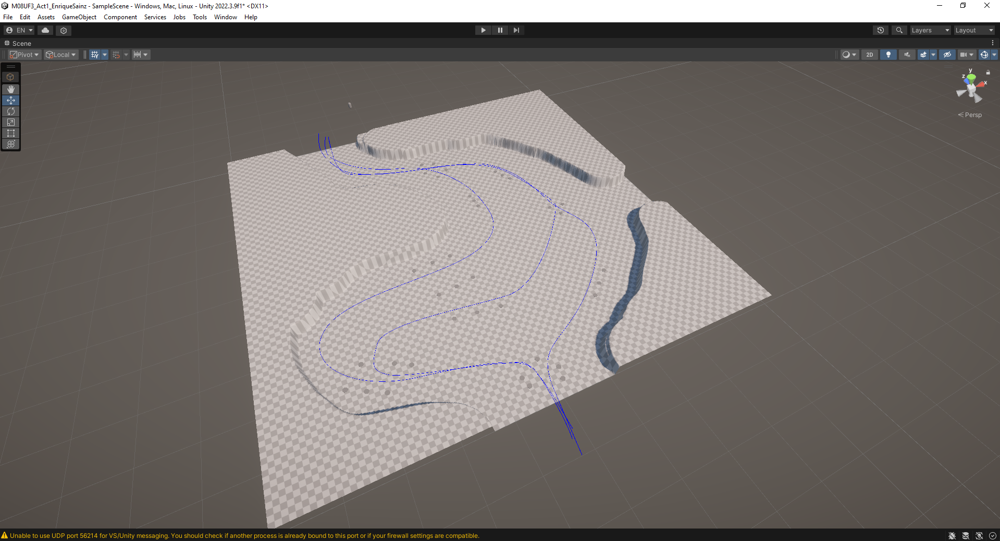 M08UF3_Act1_EnriqueSainz - SampleScene - Windows, Mac, Linux - Unity 2022.3.9f1* <DX11>
File Edit Assets GameObject Component Services Jobs Tools Window Help
EN Layers Layout
Scene
Pivot Local 2D
y
z x
Persp
Unable to use UDP port 56214 for VS/Unity messaging. You should check if another process is already bound to this port or if your firewall settings are compatible.